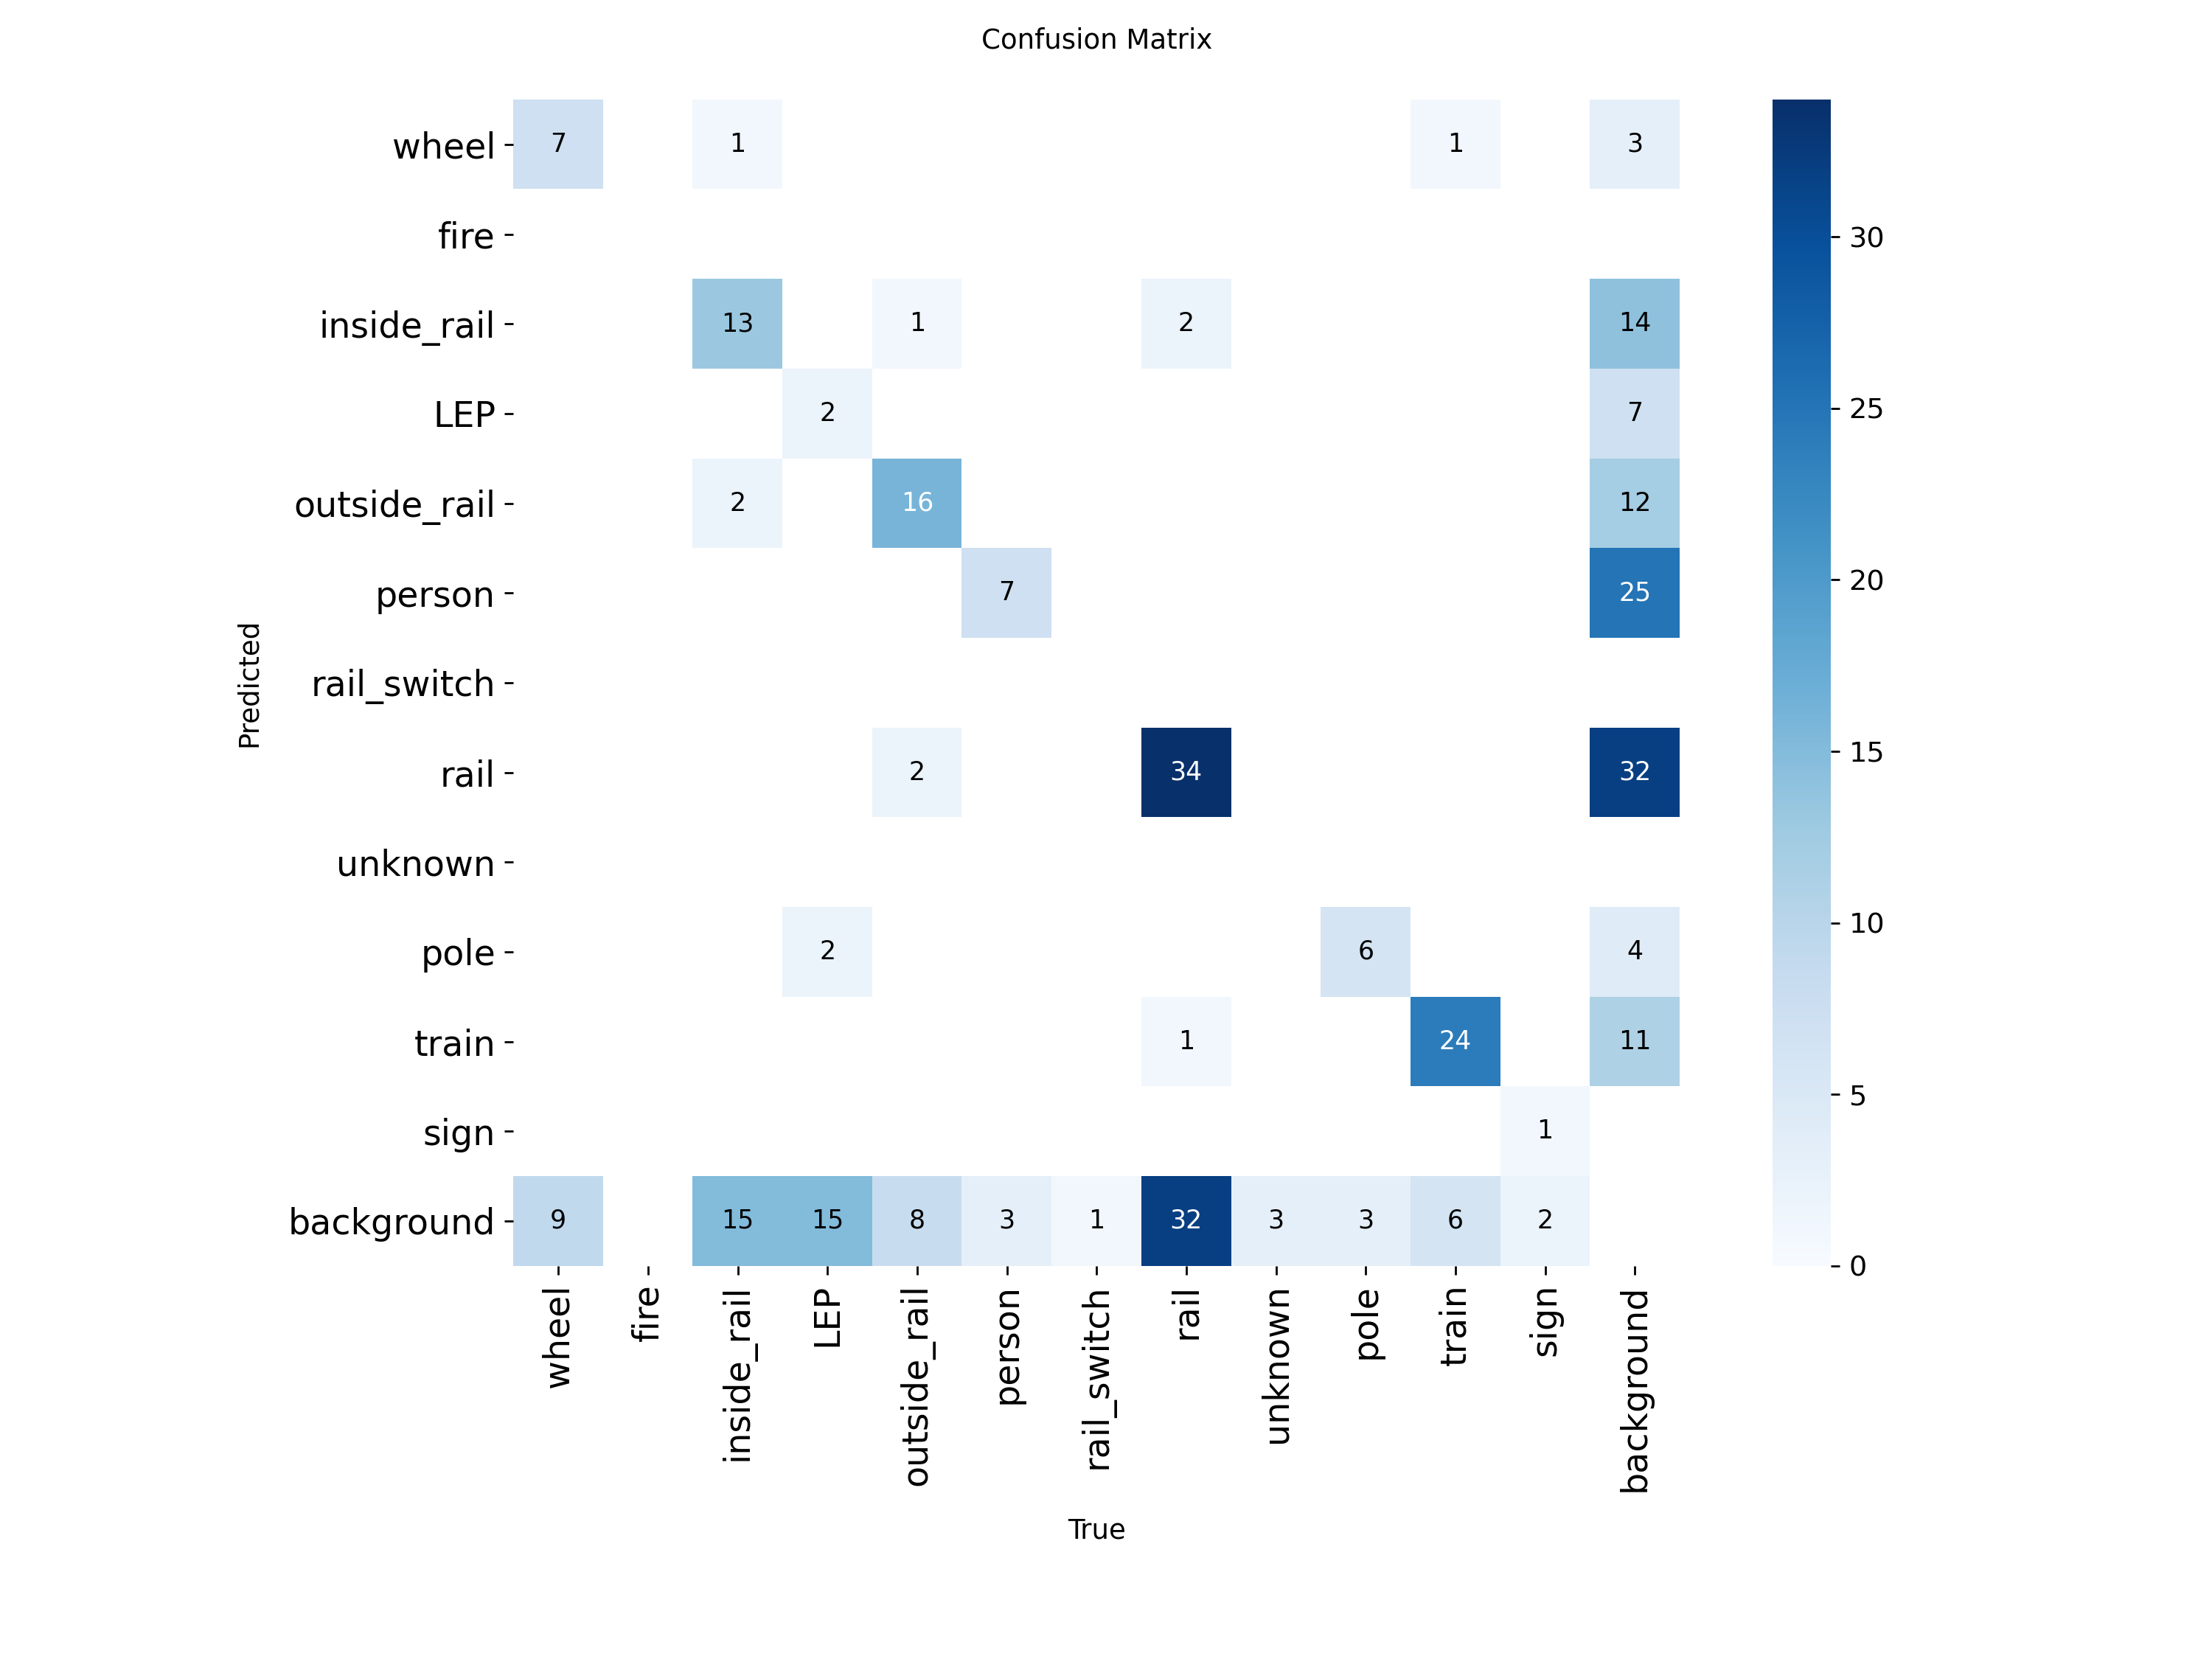 Confusion Matrix
wheel 7 1 1 3
fire
inside_rail 13 1 2 14
LEP 2 7
outside_rail 2 16 12
person 7 25
rail_switch
rail 2 34 32
unknown
pole 2 6 4
train 1 24 11
sign 1
background 9 15 15 8 3 1 32 3 3 6 2
Predicted
wheel fire inside_rail LEP outside_rail person rail_switch rail unknown pole train sign background
True
30
25
20
15
10
5
0